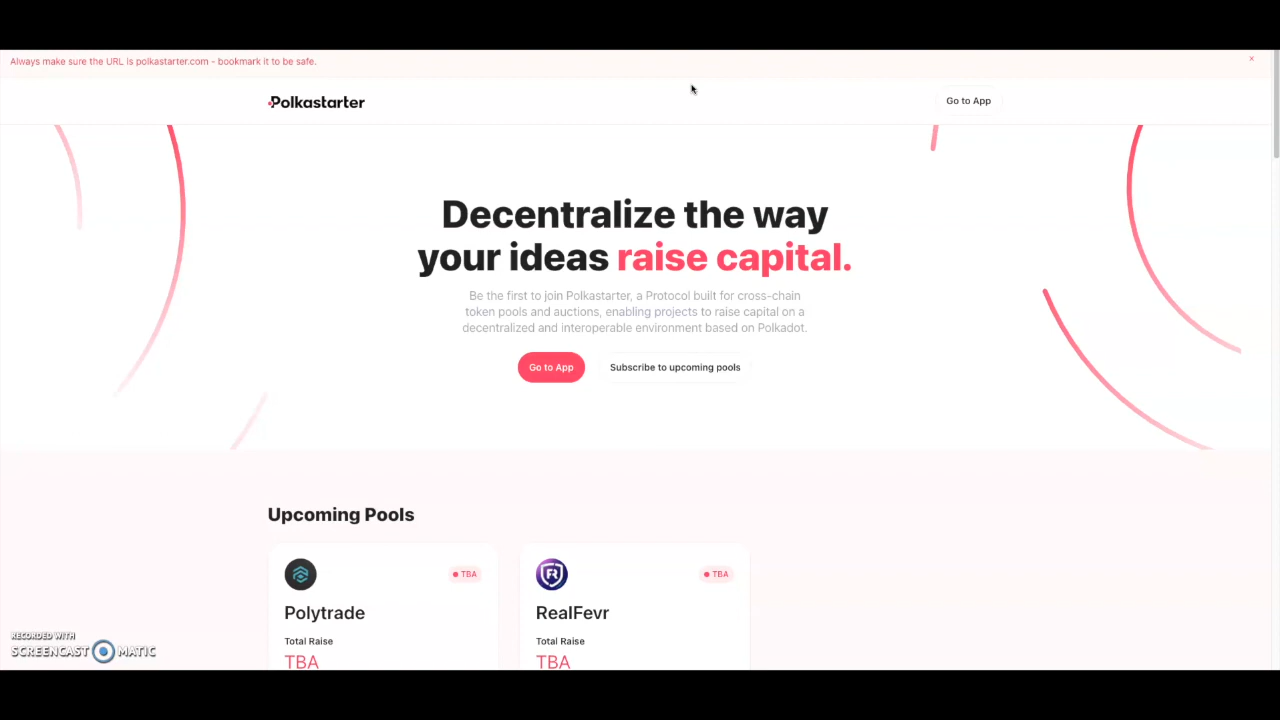 Always make sure the URL is polkastarter.com - bookmark it to be safe.
×
Polkastarter
Go to App
Decentralize the way
your ideas raise capital.
Be the first to join Polkastarter, a Protocol built for cross-chain
token pools and auctions, enabling projects to raise capital on a
decentralized and interoperable environment based on Polkadot.
Go to App
Subscribe to upcoming pools
Upcoming Pools
TBA
Polytrade
Total Raise
TBA
TBA
RealFevr
Total Raise
TBA
RECORDED WITH
SCREENCAST MATIC